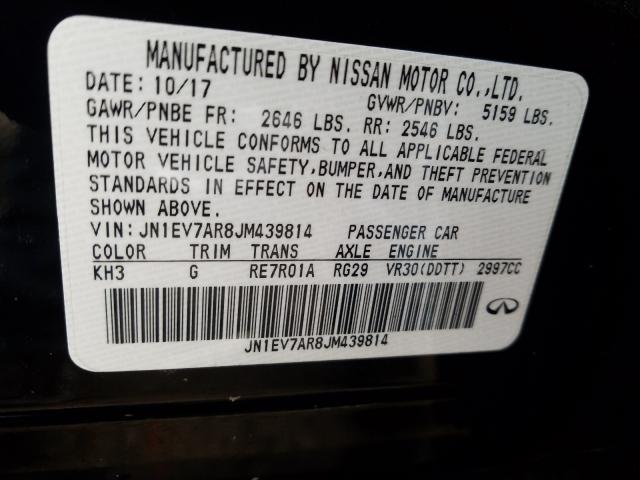 MANUFACTURED BY NISSAN MOTOR CO.,LTD.
DATE: 10/17 GVWR/PNBV: 5159 LBS.
GAWR/PNBE FR: 2646 LBS. RR: 2546 LBS.
THIS VEHICLE CONFORMS TO ALL APPLICABLE FEDERAL
MOTOR VEHICLE SAFETY,BUMPER,AND THEFT PREVENTION
STANDARDS IN EFFECT ON THE DATE OF MANUFACTURE
SHOWN ABOVE.
VIN: JN1EV7AR8JM439814 PASSENGER CAR
COLOR TRIM TRANS AXLE ENGINE
KH3 G RE7R01A RG29 VR30(DDTT) 2997CC
JN1EV7AR8JM439814